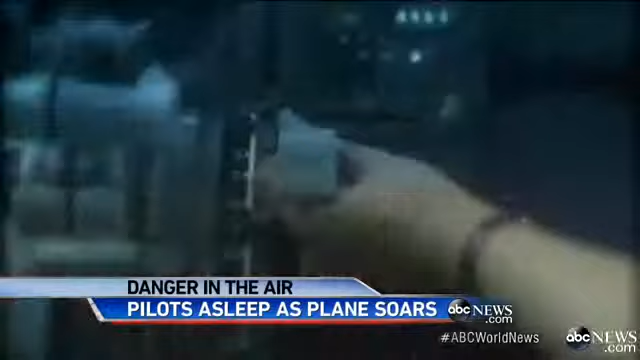 DANGER IN THE AIR
PILOTS ASLEEP AS PLANE SOARS
abc NEWS
.com
#ABCWorldNews
abc NEWS
.com